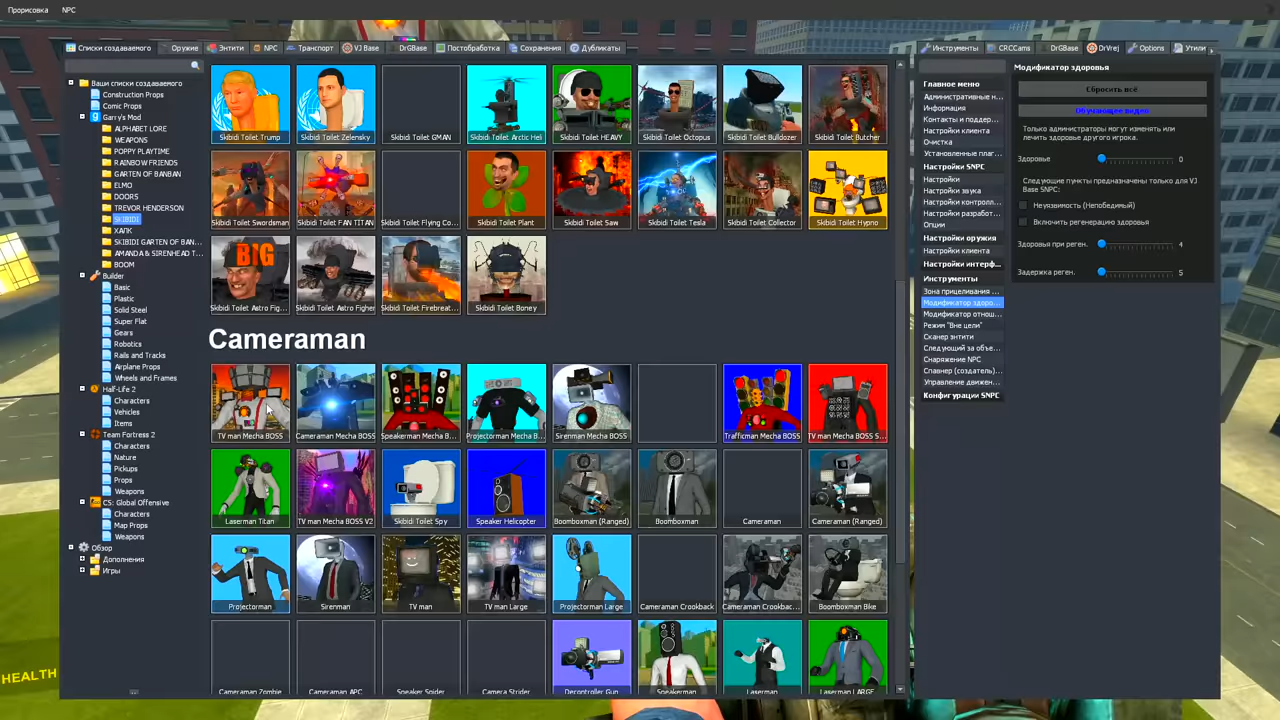 Прорисовка NPC
Списки создаваемого Оружие Энтити NPC Транспорт VJ Base DrGBase Постобработка Сохранения Дубликаты
Инструменты CRCCams DrGBase DrVrej Options Утили
Ваши списки создаваемого
Construction Props
Comic Props
Garry's Mod
ALPHABET LORE
WEAPONS
POPPY PLAYTIME
RAINBOW FRIENDS
GARTEN OF BANBAN
ELMO
DOORS
TREVOR HENDERSON
SKIBIDI
ХАГК
SKIBIDI GARTEN OF BAN...
AMANDA & SIRENHEAD T...
BOOM
Builder
Basic
Plastic
Solid Steel
Super Flat
Gears
Robotics
Rails and Tracks
Airplane Props
Wheels and Frames
Half-Life 2
Characters
Vehicles
Items
Team Fortress 2
Characters
Nature
Pickups
Props
Weapons
CS: Global Offensive
Characters
Map Props
Weapons
Обзор
Дополнения
Игры
HEALTH
Skibidi Toilet Trump Skibidi Toilet Zelensky Skibidi Toilet GMAN Skibidi Toilet Arctic Heli Skibidi Toilet HEAVY Skibidi Toilet Octopus Skibidi Toilet Bulldozer Skibidi Toilet Butcher
Skibidi Toilet Swordsman Skibidi Toilet FAN TITAN Skibidi Toilet Flying Co... Skibidi Toilet Plant Skibidi Toilet Saw Skibidi Toilet Tesla Skibidi Toilet Collector Skibidi Toilet Hypno
BIG
Skibidi Toilet Astro Fig... Skibidi Toilet Astro Fighter Skibidi Toilet Firebreat... Skibidi Toilet Boney
Cameraman
TV man Mecha BOSS Cameraman Mecha BOSS Speakerman Mecha B... Projectorman Mecha B... Sirenman Mecha BOSS Trafficman Mecha BOSS TV man Mecha BOSS S...
Laserman Titan TV man Mecha BOSS V2 Skibidi Toilet Spy Speaker Helicopter Boomboxman (Ranged) Boomboxman Cameraman Cameraman (Ranged)
Projectorman Sirenman TV man TV man Large Projectorman Large Cameraman Crookback Cameraman Crookbac... Boomboxman Bike
Cameraman Zombie Cameraman APC Speaker Spider Camera Strider Decontroller Gun Speakerman Laserman Laserman LARGE
Главное меню
Административные н...
Информация
Контакты и поддер...
Настройки клиента
Очистка
Установленные плаг...
Настройки SNPC
Настройки
Настройки звука
Настройки контролл...
Настройки разработ...
Опции
Настройки оружия
Настройки клиента
Настройки интерф...
Инструменты
Зона прицеливания ...
Модификатор здоро...
Модификатор отнош...
Режим "Вне цели"
Сканер энтити
Следующий за объе...
Снаряжение NPC
Спавнер (создатель)...
Управление движен...
Конфигурации SNPC
Модификатор здоровья
Сбросить всё
Обучающее видео
Только администраторы могут изменять или
лечить здоровье другого игрока.
Здоровье 0
Следующие пункты предназначены только для VJ
Base SNPC:
Неуязвимость (Непобедимый)
Включить регенерацию здоровья
Здоровья при реген. 4
Задержка реген. 5